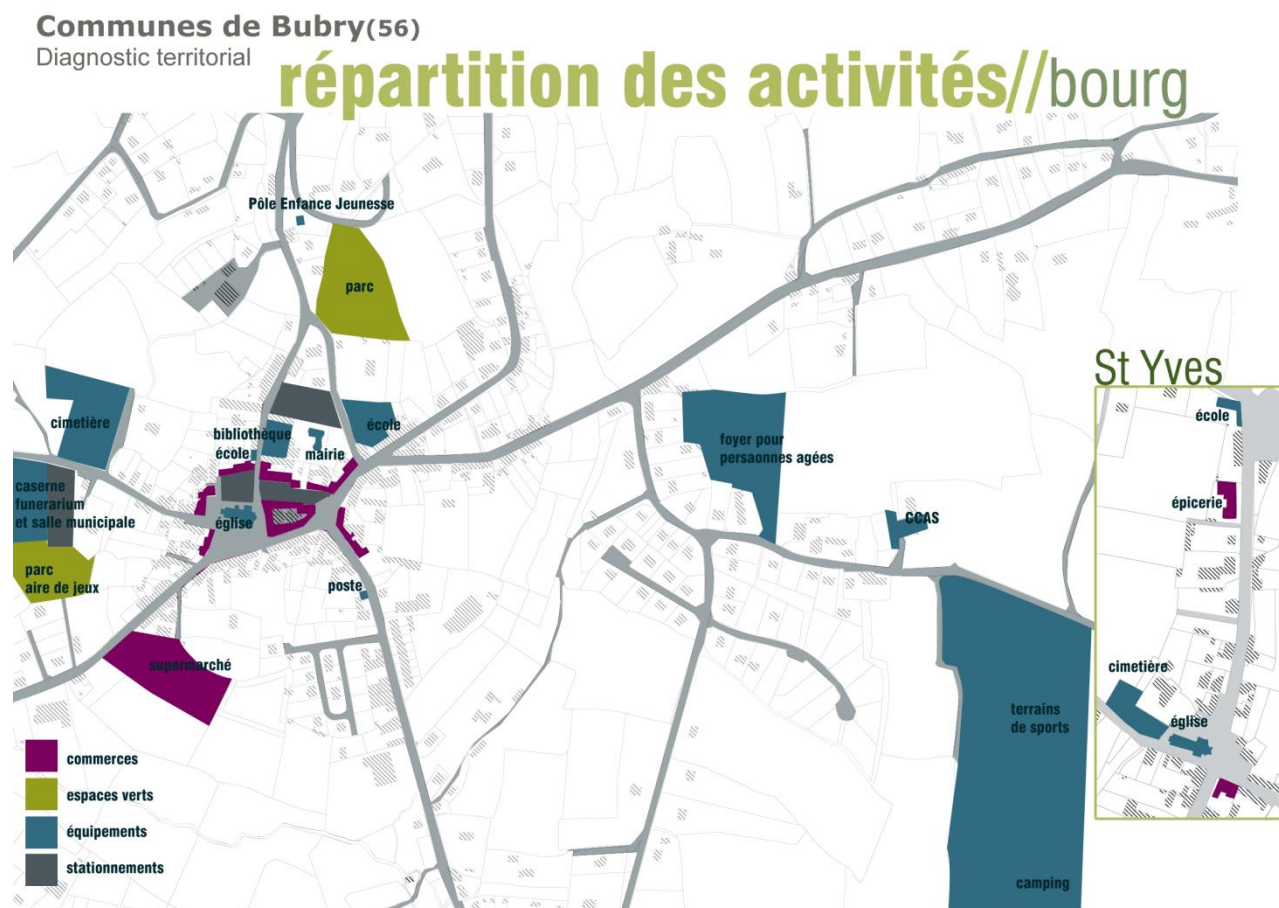 Communes de Bubry(56)
Diagnostic territorial
répartition des activités//bourg
Pôle Enfance Jeunesse
parc
cimetière
bibliothèque
école
mairie
école
caserne
funerarium
et salle municipale
église
parc
aire de jeux
poste
supermarché
foyer pour
persaonnes agées
CCAS
terrains
de sports
camping
St Yves
école
épicerie
cimetière
église
commerces
espaces verts
équipements
stationnements